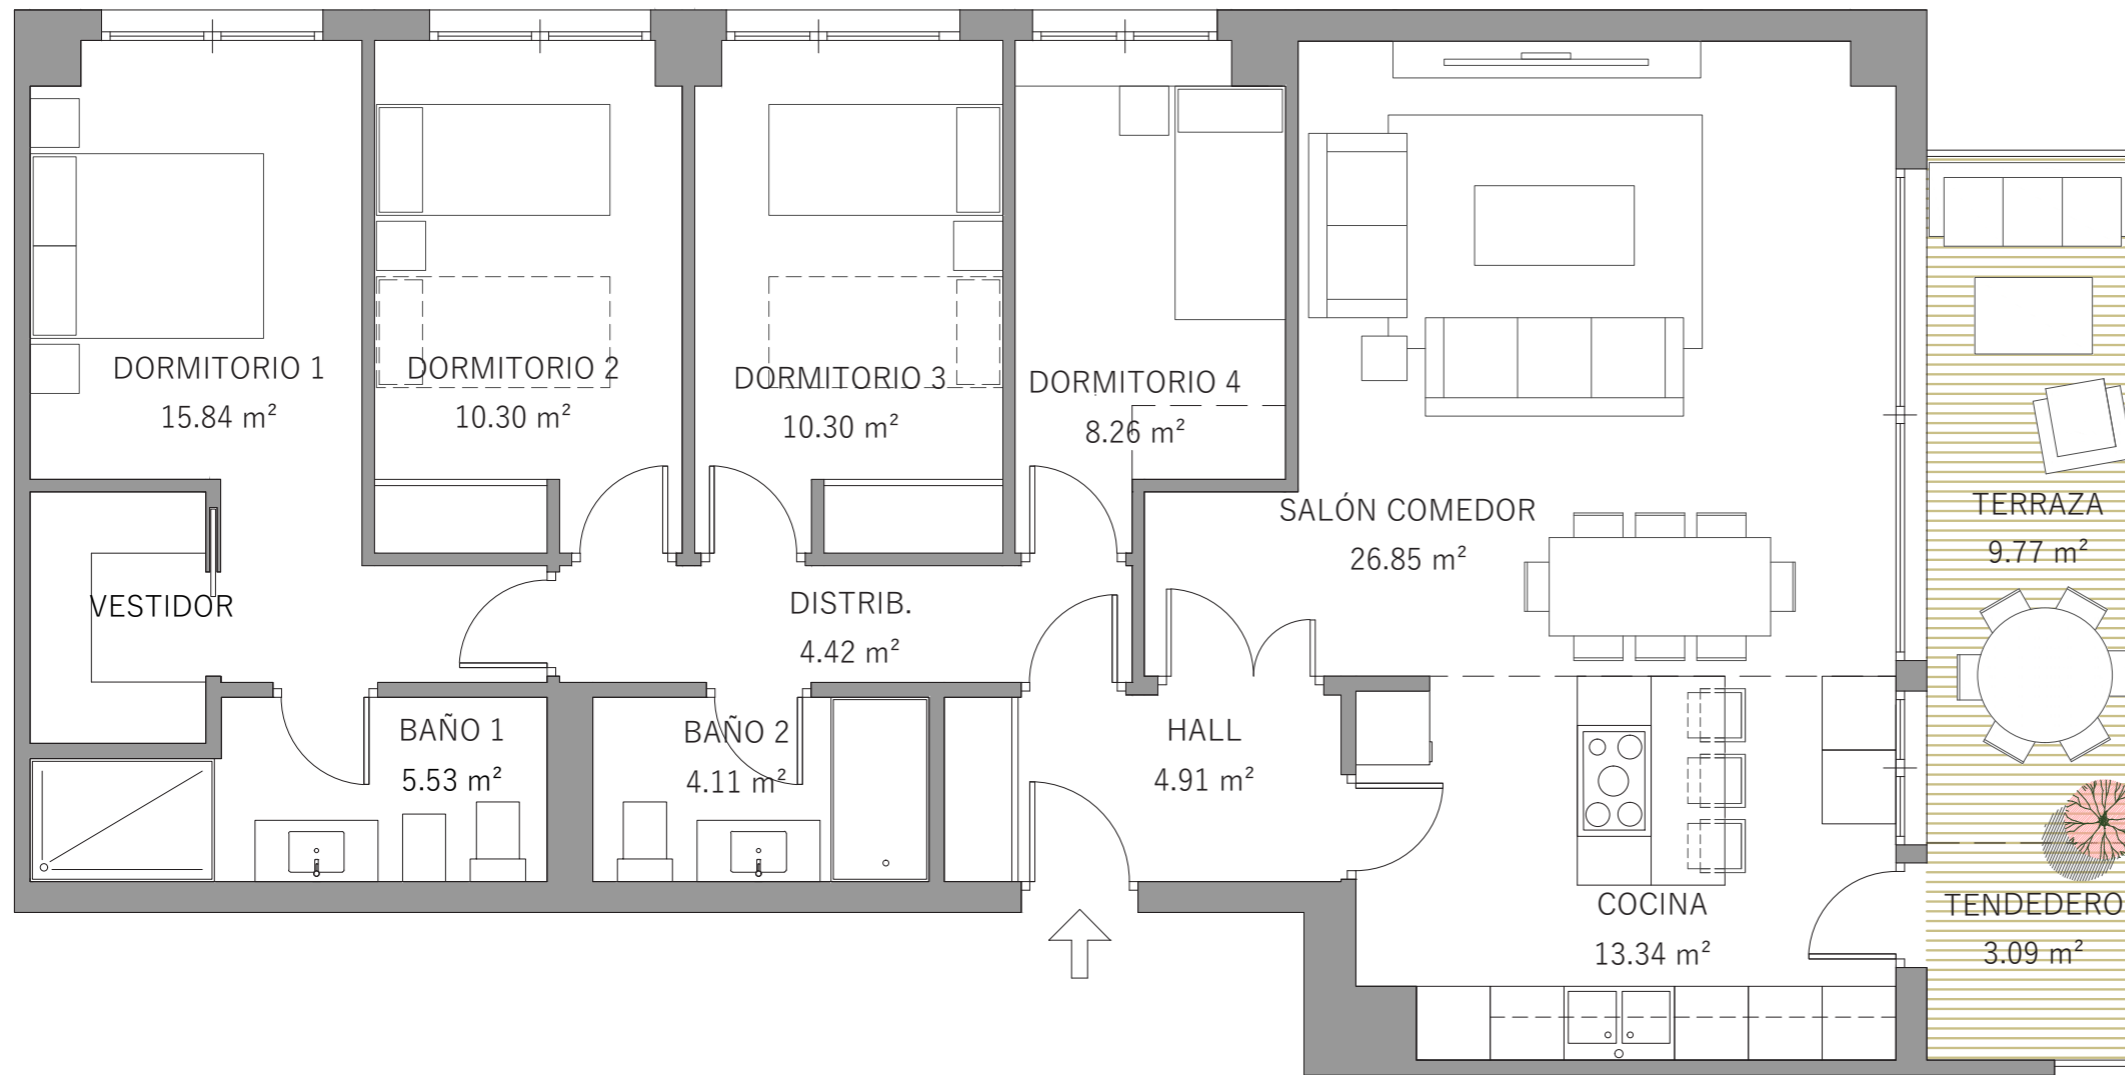 DORMITORIO 1
15.84 m²
DORMITORIO 2
10.30 m²
DORMITORIO 3
10.30 m²
DORMITORIO 4
8.26 m²
SALÓN COMEDOR
26.85 m²
TERRAZA
9.77 m²
VESTIDOR
DISTRIB.
4.42 m²
BAÑO 1
5.53 m²
BAÑO 2
4.11 m²
HALL
4.91 m²
COCINA
13.34 m²
TENDEDERO
3.09 m²